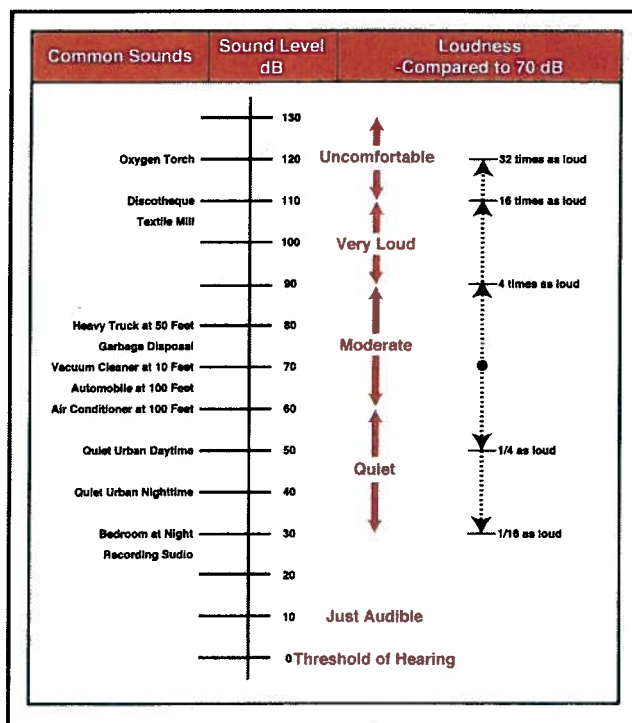 Common Sounds Sound Level dB Loudness -Compared to 70 dB
130
Oxygen Torch 120 Uncomfortable 32 times as loud
Discotheque 110 16 times as loud
Textile Mill
100 Very Loud
90 4 times as loud
Heavy Truck at 50 Feet 80
Garbage Disposal Moderate
Vacuum Cleaner at 10 Feet 70
Automobile at 100 Feet
Air Conditioner at 100 Feet 60
Quiet Urban Daytime 50 1/4 as loud
Quiet
Quiet Urban Nighttime 40
Bedroom at Night 30 1/16 as loud
Recording Sudio
20
10 Just Audible
0 Threshold of Hearing